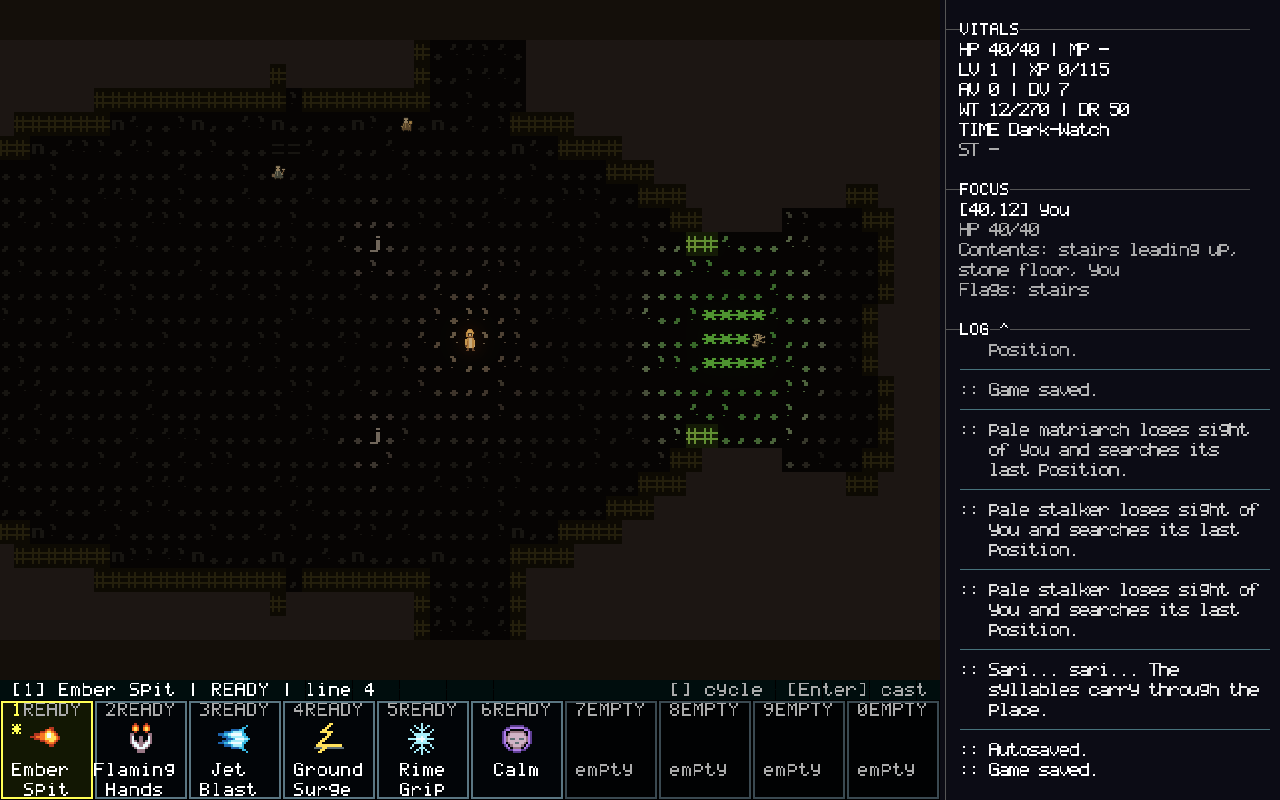 VITALS
HP 40/40 | MP -
LV 1 | XP 0/115
AV 0 | DV 7
WT 12/270 | DR 50
TIME Dark-Watch
ST -
FOCUS
[40,12] You
HP 40/40
Contents: stairs leading up,
stone floor, You
Flags: stairs
LOG ^
Position.
:: Game saved.
:: Pale matriarch loses sight
of You and searches its
last Position.
:: Pale stalker loses sight of
You and searches its last
Position.
:: Pale stalker loses sight of
You and searches its last
Position.
:: Sari... sari... The
syllables carry through the
Place.
:: Autosaved.
:: Game saved.
[1] Ember Spit | READY | line 4
[] cycle [Enter] cast
1READY 2READY 3READY 4READY 5READY 6READY 7EMPTY 8EMPTY 9EMPTY 0EMPTY
Ember Flaming Jet Ground Rime Calm empty empty empty empty
Spit Hands Blast Surge Grip